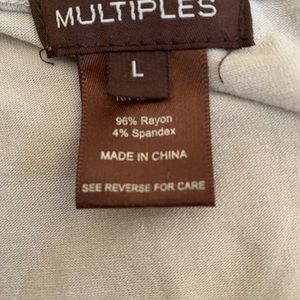 MULTIPLES
L
96% Rayon
4% Spandex
MADE IN CHINA
SEE REVERSE FOR CARE